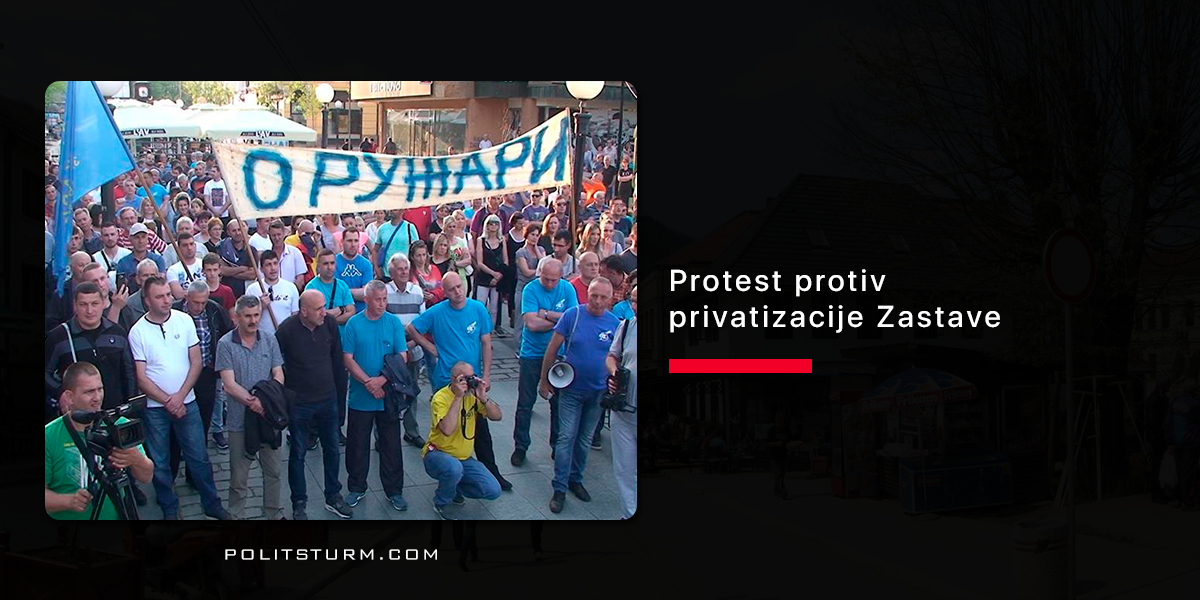 ОРУЖАРИ
Protest protiv
privatizacije Zastave
POLITSTURM.COM